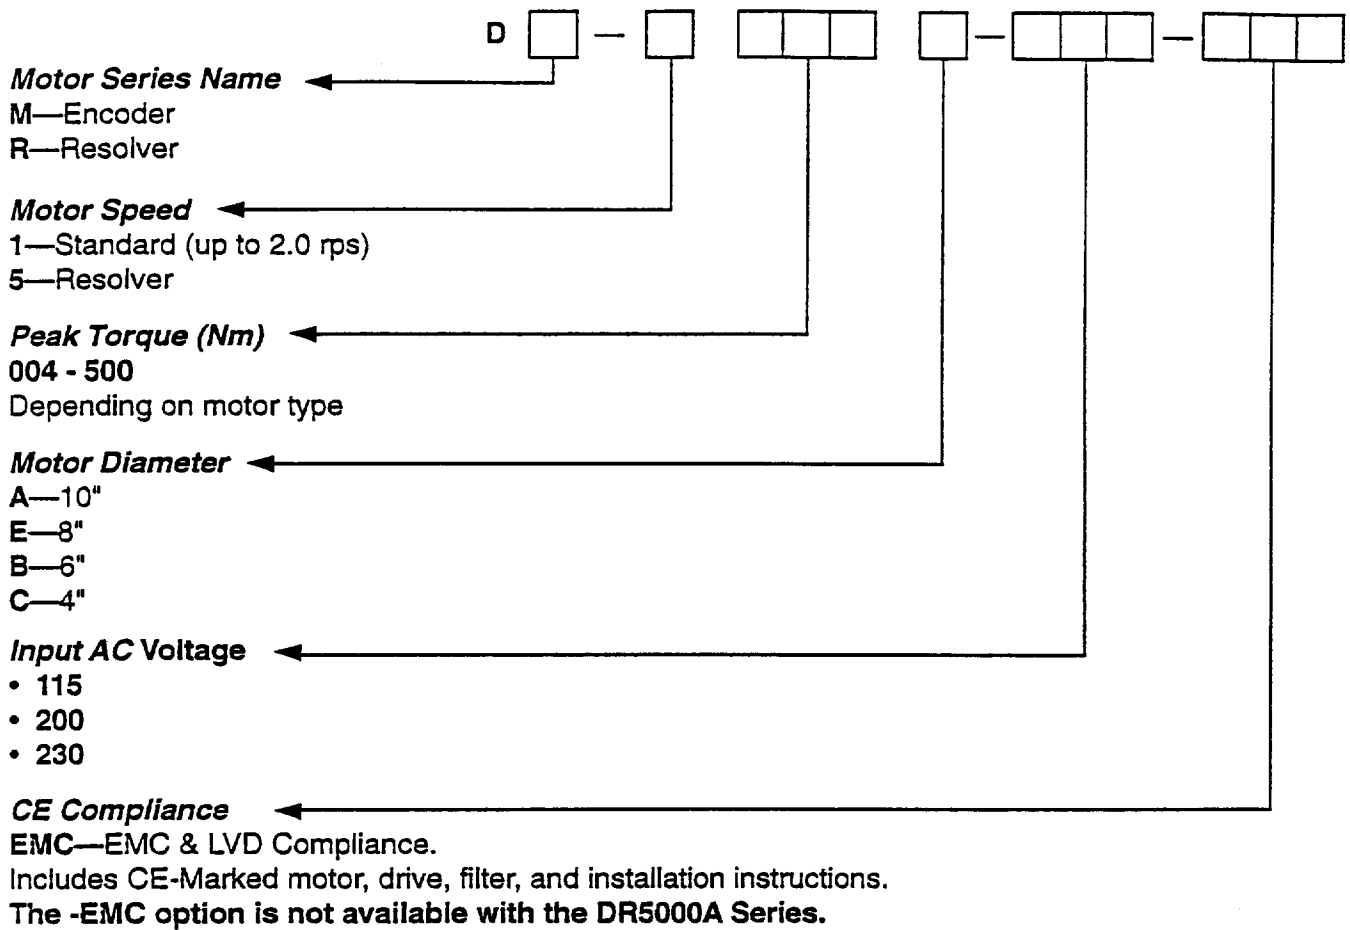 D — — —
Motor Series Name
M—Encoder
R—Resolver
Motor Speed
1—Standard (up to 2.0 rps)
5—Resolver
Peak Torque (Nm)
004 - 500
Depending on motor type
Motor Diameter
A—10"
E—8"
B—6"
C—4"
Input AC Voltage
• 115
• 200
• 230
CE Compliance
EMC—EMC & LVD Compliance.
Includes CE-Marked motor, drive, filter, and installation instructions.
The -EMC option is not available with the DR5000A Series.